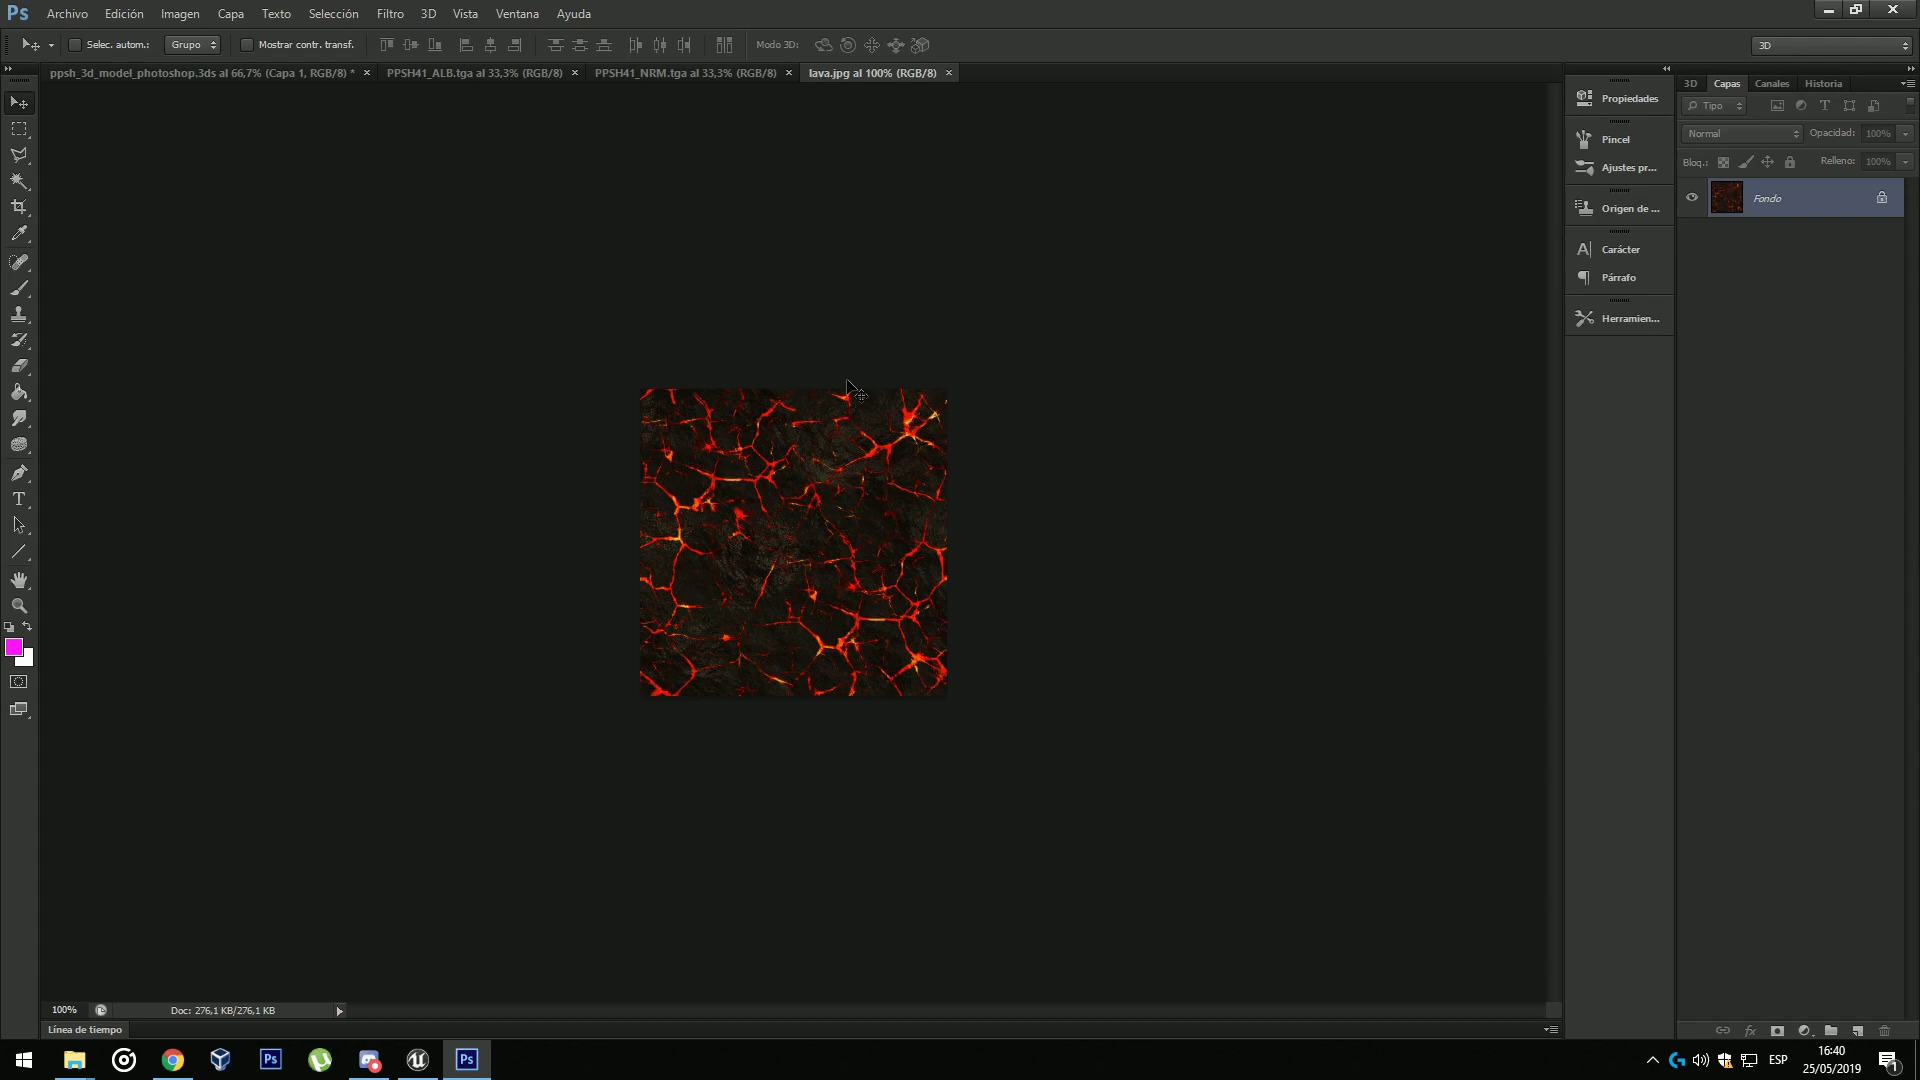 Ps Archivo Edición Imagen Capa Texto Selección Filtro 3D Vista Ventana Ayuda
Selec. autom.: Grupo Mostrar contr. transf. Modo 3D: 3D
ppsh_3d_model_photoshop.3ds al 66,7% (Capa 1, RGB/8) * PPSH41_ALB.tga al 33,3% (RGB/8) PPSH41_NRM.tga al 33,3% (RGB/8) lava.jpg al 100% (RGB/8)
Propiedades
Pincel
Ajustes pr...
Origen de ...
Carácter
Párrafo
Herramien...
3D Capas Canales Historia
Tipo
Normal Opacidad: 100%
Bloq.: Relleno: 100%
Fondo
100% Doc: 276,1 KB/276,1 KB
Línea de tiempo
fx
Ps Ps
ESP
16:40
25/05/2019
1